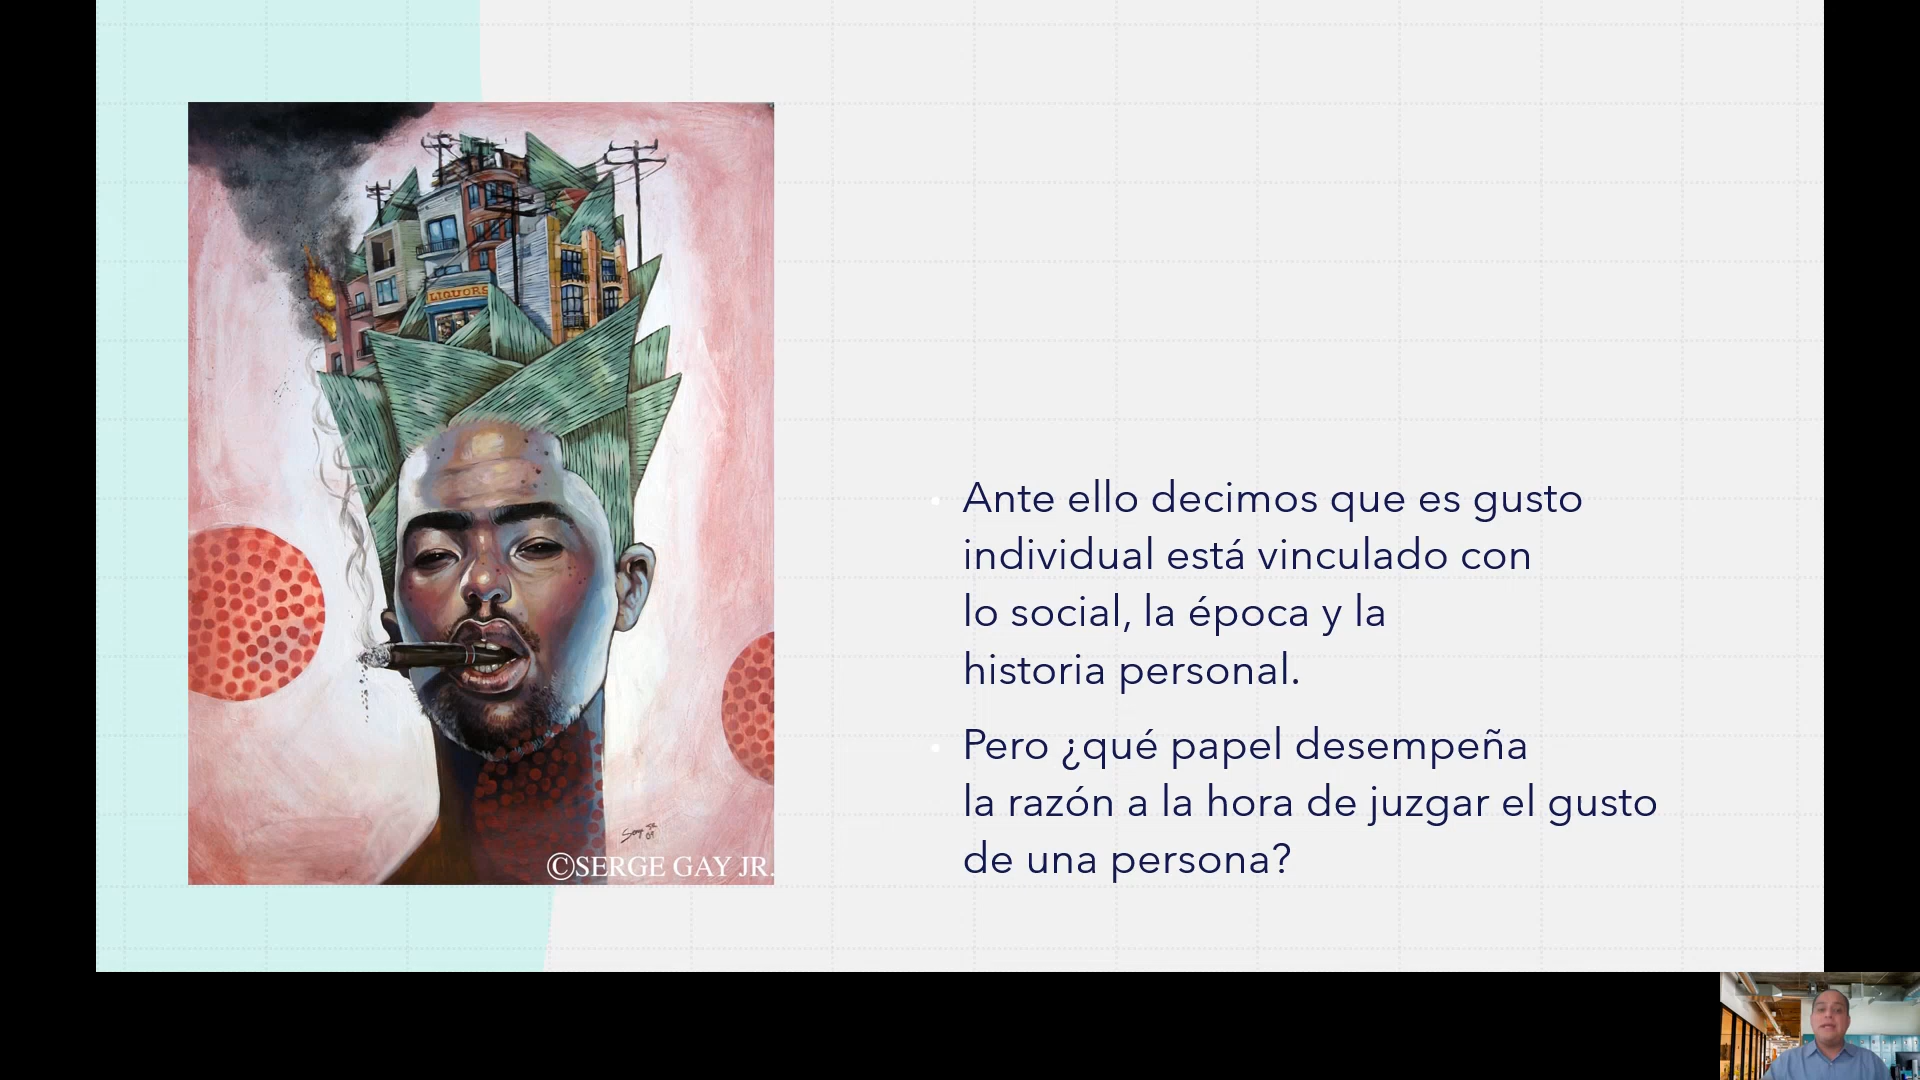 LIQUORS
©SERGE GAY JR.
Ante ello decimos que es gusto
individual está vinculado con
lo social, la época y la
historia personal.
Pero ¿qué papel desempeña
la razón a la hora de juzgar el gusto
de una persona?